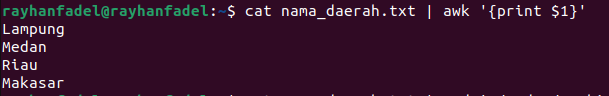 rayhanfadel@rayhanfadel:~$ cat nama_daerah.txt | awk '{print $1}'
Lampung
Medan
Riau
Makasar